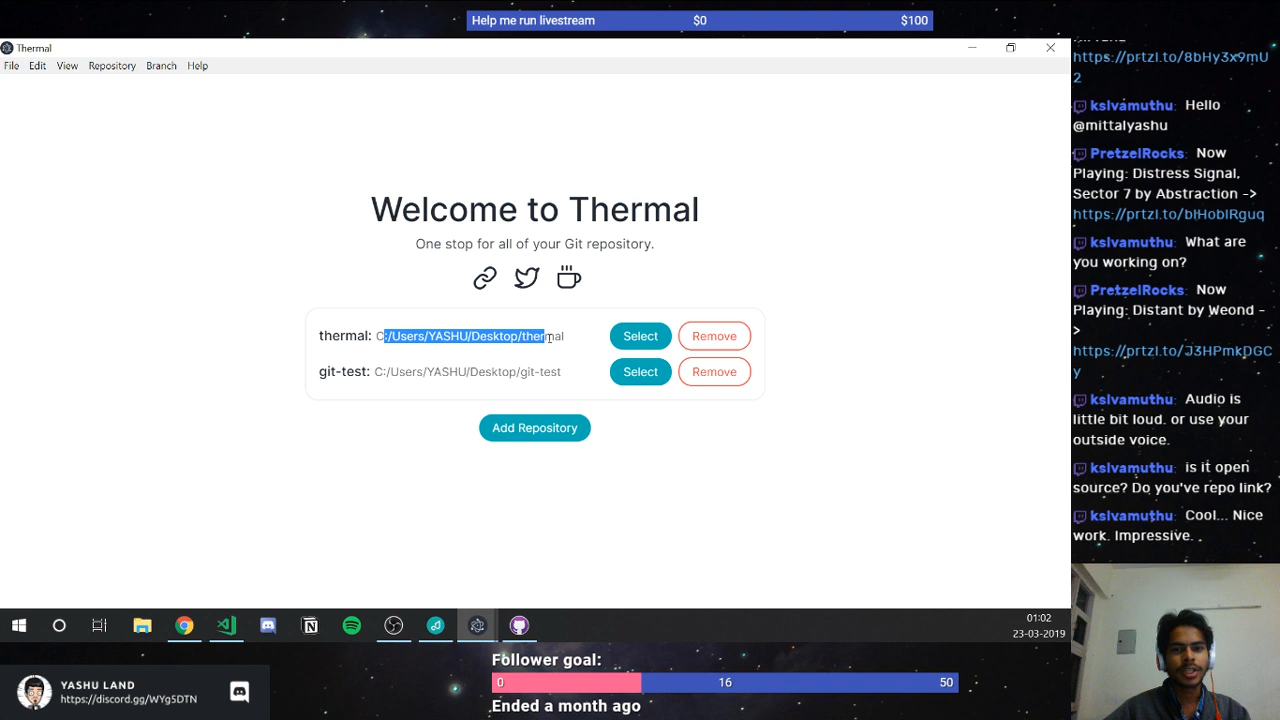 Help me run livestream $0 $100
Thermal
File Edit View Repository Branch Help
Welcome to Thermal
One stop for all of your Git repository.
thermal: C:/Users/YASHU/Desktop/thermal Select Remove
git-test: C:/Users/YASHU/Desktop/git-test Select Remove
Add Repository
https://prtzl.to/8bHy3x9mU
2
kslvamuthu: Hello
@mittalyashu
PretzelRocks: Now
Playing: Distress Signal,
Sector 7 by Abstraction ->
https://prtzl.to/blHobIRguq
kslvamuthu: What are
you working on?
PretzelRocks: Now
Playing: Distant by Weond -
>
https://prtzl.to/J3HPmkDGC
y
kslvamuthu: Audio is
little bit loud. or use your
outside voice.
kslvamuthu: is it open
source? Do you've repo link?
kslvamuthu: Cool... Nice
work. Impressive.
01:02
23-03-2019
YASHU LAND
https://discord.gg/WYg5DTN
Follower goal:
0 16 50
Ended a month ago